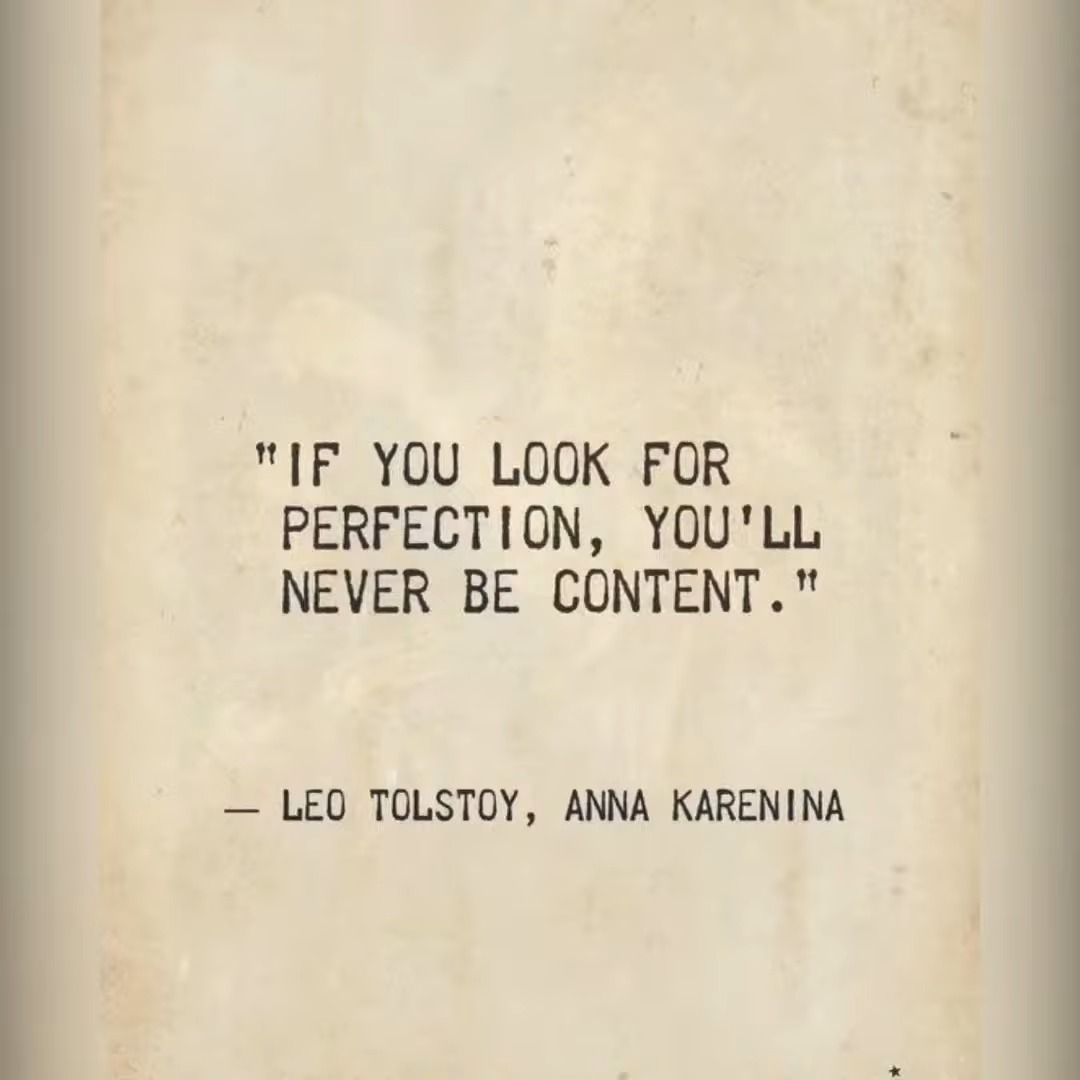 "IF YOU LOOK FOR
PERFECTION, YOU'LL
NEVER BE CONTENT."
— LEO TOLSTOY, ANNA KARENINA